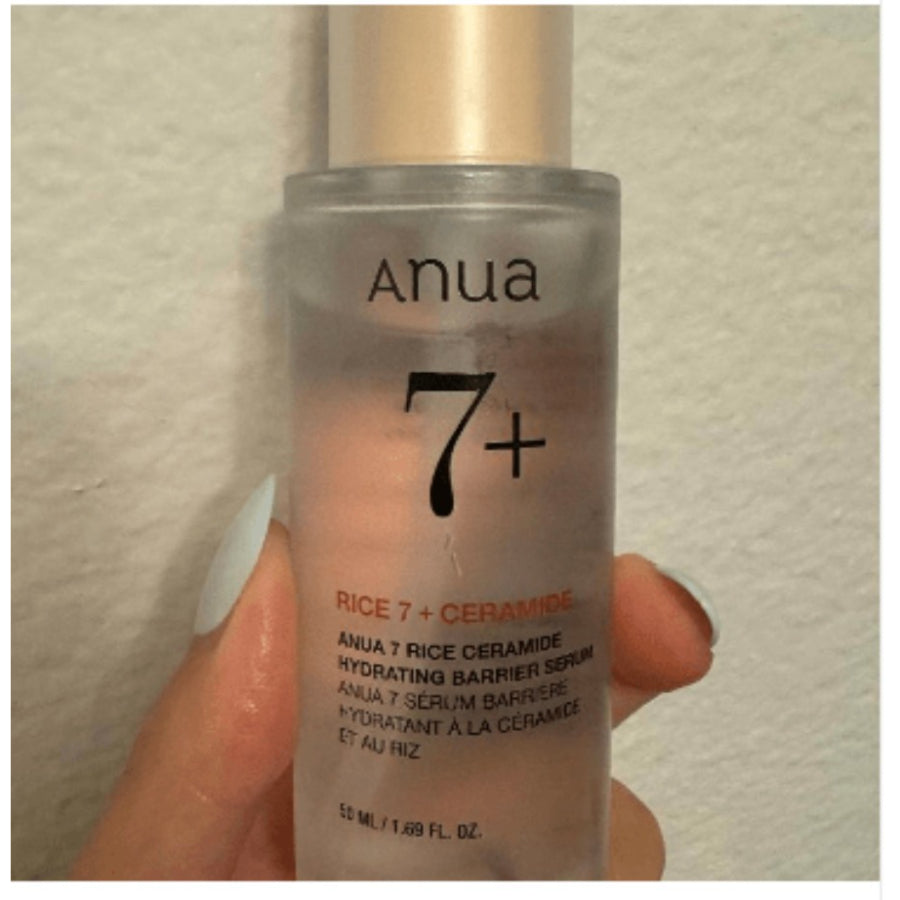 Anua
7+
RICE 7 + CERAMIDE
ANUA 7 RICE CERAMIDE
HYDRATING BARRIER SERUM
ANUA 7 SÉRUM BARRIERE
HYDRATANT À LA CÉRAMIDE
ET AU RIZ
50 ML / 1.69 FL. OZ.